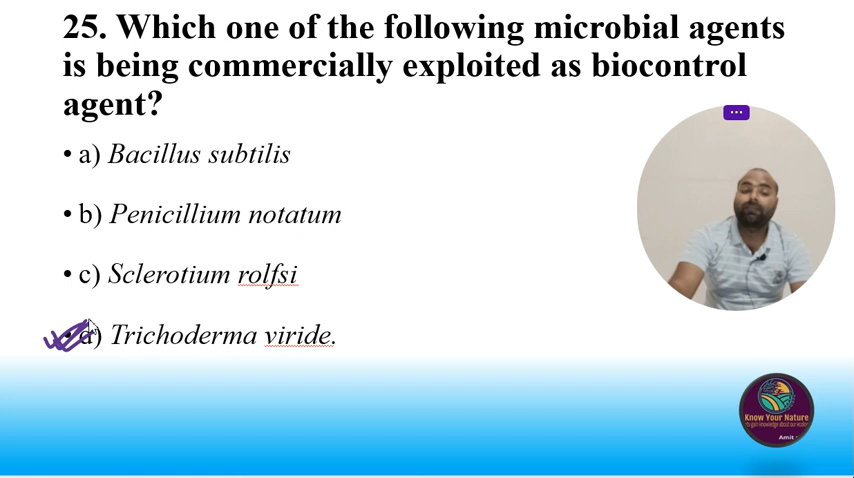 25. Which one of the following microbial agents
is being commercially exploited as biocontrol
agent?
• a) Bacillus subtilis
• b) Penicillium notatum
• c) Sclerotium rolfsi
• d) Trichoderma viride.
Know Your Nature
Amit